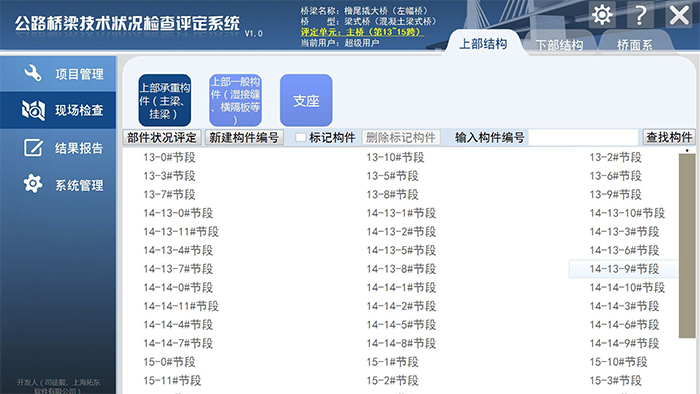 公路桥梁技术状况检查评定系统 V1.0
桥梁名称: 橹尾撬大桥（左幅桥）
桥 型: 梁式桥（混凝土梁式桥）
评定单元: 主桥（第13~15跨）
当前用户: 超级用户
上部结构 下部结构 桥面系
项目管理
现场检查
结果报告
系统管理
上部承重构
件（主梁、
挂梁）
上部一般构
件（湿接缝
、横隔板等
）
支座
部件状况评定 新建构件编号 标记构件 删除标记构件 输入构件编号 查找构件
13-0#节段 13-10#节段 13-2#节段
13-3#节段 13-5#节段 13-6#节段
13-7#节段 13-8#节段 13-9#节段
14-13-0#节段 14-13-1#节段 14-13-10#节段
14-13-11#节段 14-13-2#节段 14-13-3#节段
14-13-4#节段 14-13-5#节段 14-13-6#节段
14-13-7#节段 14-13-8#节段 14-13-9#节段
14-14-0#节段 14-14-1#节段 14-14-10#节段
14-14-11#节段 14-14-2#节段 14-14-3#节段
14-14-4#节段 14-14-5#节段 14-14-6#节段
14-14-7#节段 14-14-8#节段 14-14-9#节段
15-0#节段 15-1#节段 15-10#节段
15-11#节段 15-2#节段 15-3#节段
开发人（司徒毅、上海拓东
软件有限公司）